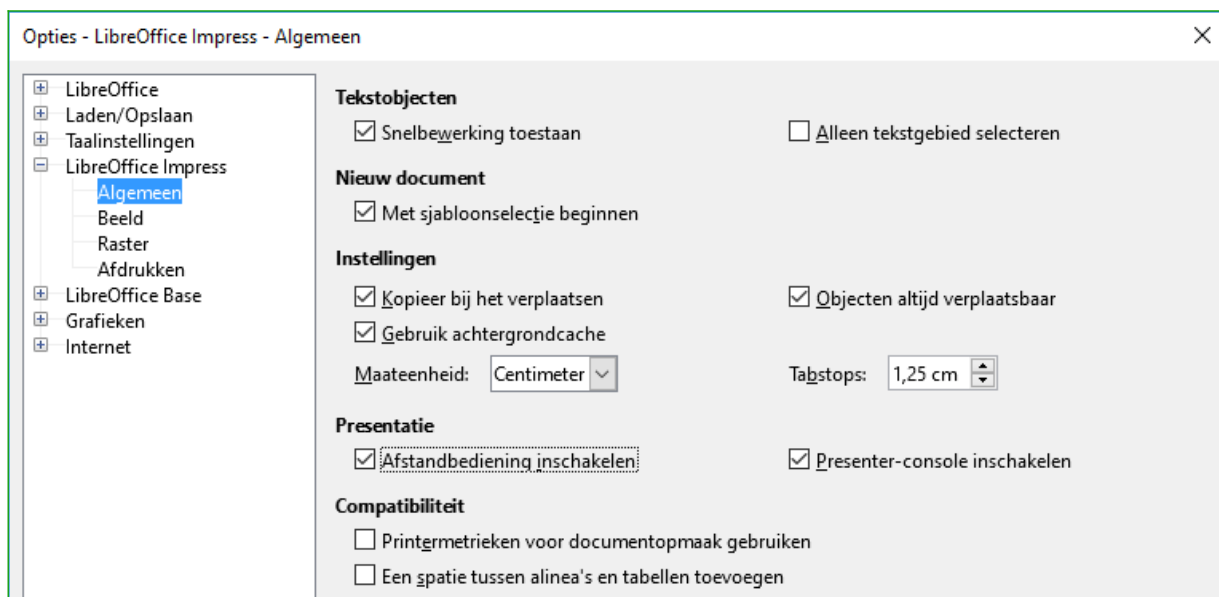 Opties - LibreOffice Impress - Algemeen
LibreOffice
Laden/Opslaan
Taalinstellingen
LibreOffice Impress
Algemeen
Beeld
Raster
Afdrukken
LibreOffice Base
Grafieken
Internet
Tekstobjecten
Snelbewerking toestaan
Alleen tekstgebied selecteren
Nieuw document
Met sjabloonselectie beginnen
Instellingen
Kopieer bij het verplaatsen
Objecten altijd verplaatsbaar
Gebruik achtergrondcache
Maateenheid: Centimeter
Tabstops: 1,25 cm
Presentatie
Afstandbediening inschakelen
Presenter-console inschakelen
Compatibiliteit
Printermetrieken voor documentopmaak gebruiken
Een spatie tussen alinea's en tabellen toevoegen